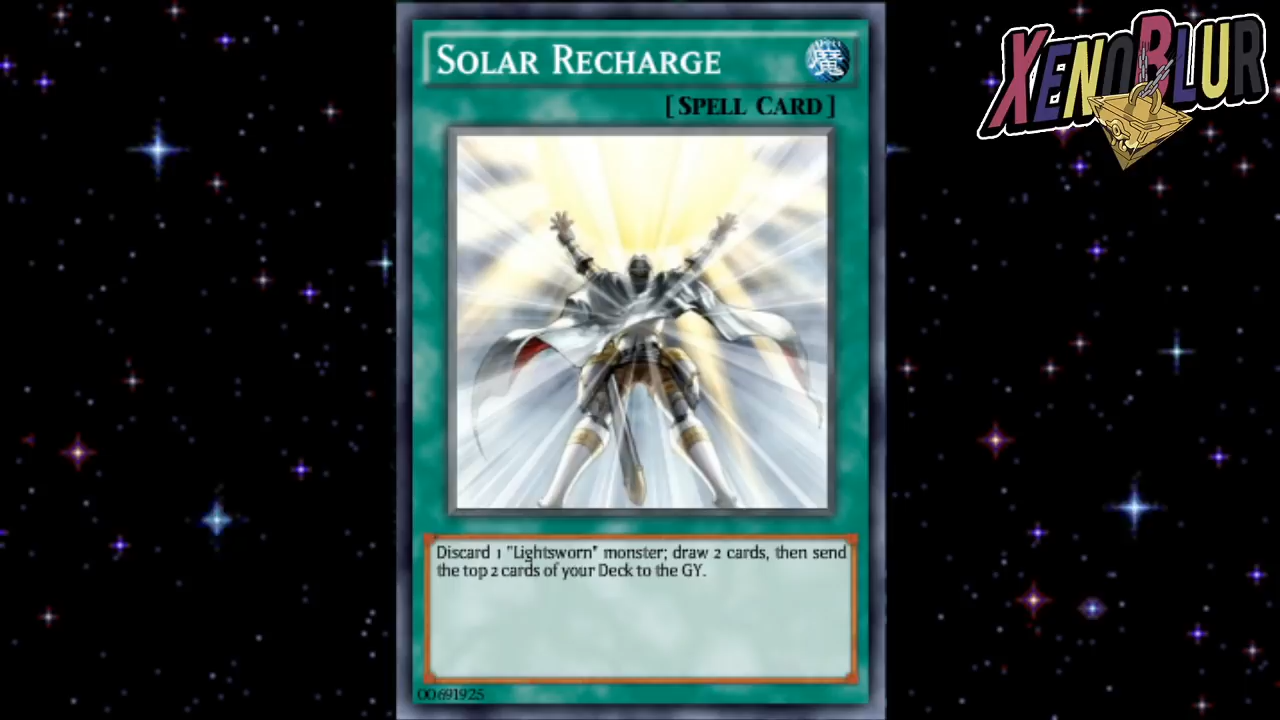 SOLAR RECHARGE
魔
[ SPELL CARD ]
XENOBLUR
Discard 1 "Lightsworn" monster; draw 2 cards, then send
the top 2 cards of your Deck to the GY.
00691925